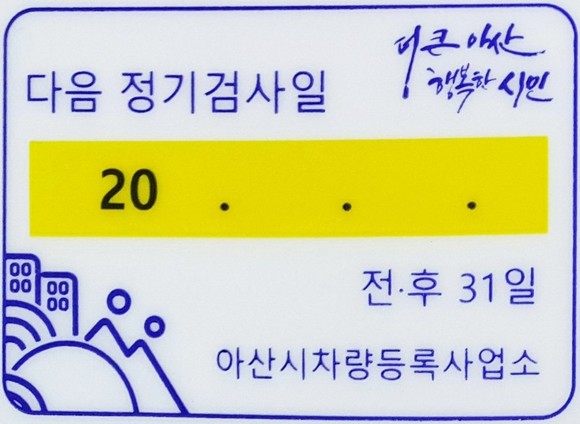 더 큰 아산
행복한 시민
다음 정기검사일
20 . . .
전·후 31일
아산시차량등록사업소